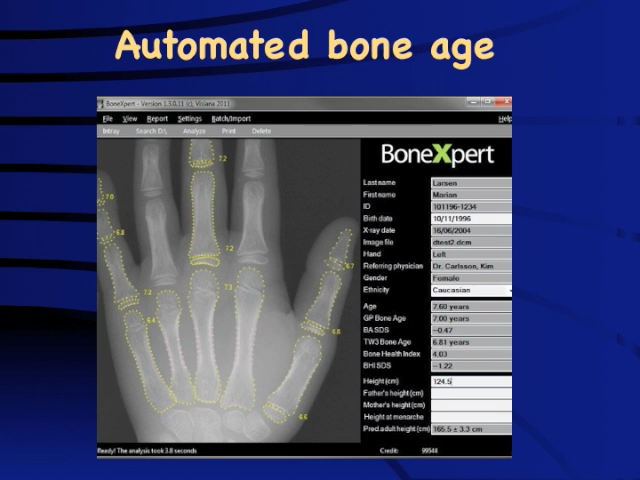 Automated bone age
BoneXpert - Version 1.3.0.11 (c), Visiana 2011
File View Report Settings Batch/Import Help
Intray Search D:\ Analyze Print Delete
BoneXpert
Last name Larsen
First name Marian
ID 101196-1234
Birth date 10/11/1996
X-ray date 16/06/2004
Image file dtest2.dcm
Hand Left
Referring physician Dr. Carlsson, Kim
Gender Female
Ethnicity Caucasian
Age 7.60 years
GP Bone Age 7.00 years
BA SDS -0.47
TW3 Bone Age 6.81 years
Bone Health Index 4.03
BHI SDS -1.22
Height (cm) 124.5
Father's height (cm)
Mother's height (cm)
Height at menarche
Pred.adult height (cm) 165.5 ± 3.3 cm
7.2
7.0
6.8
7.2
6.7
7.2
7.3
6.4
6.8
6.6
Ready! The analysis took 3.8 seconds Credit: 99548